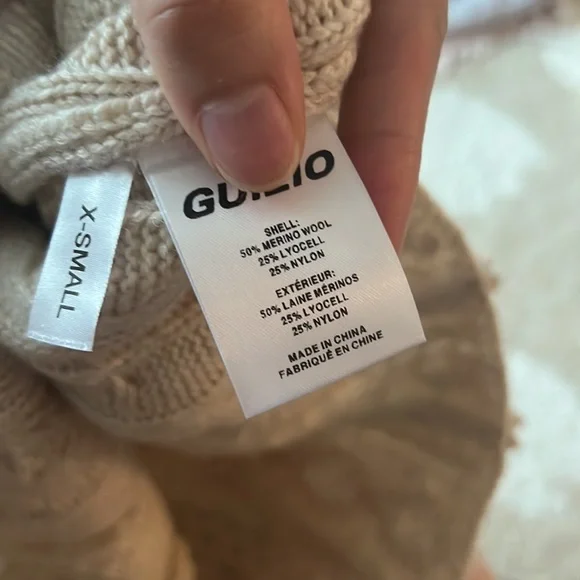 GUIZIO
SHELL:
50% MERINO WOOL
25% LYOCELL
25% NYLON
EXTÉRIEUR:
50% LAINE MÉRINOS
25% LYOCELL
25% NYLON
MADE IN CHINA
FABRIQUÉ EN CHINE
X-SMALL